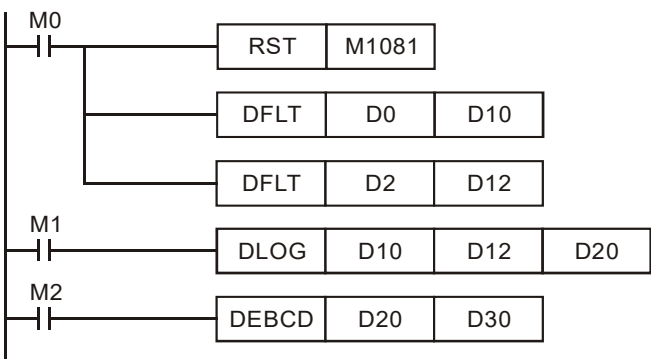 M0
RST M1081
DFLT D0 D10
DFLT D2 D12
M1
DLOG D10 D12 D20
M2
DEBCD D20 D30